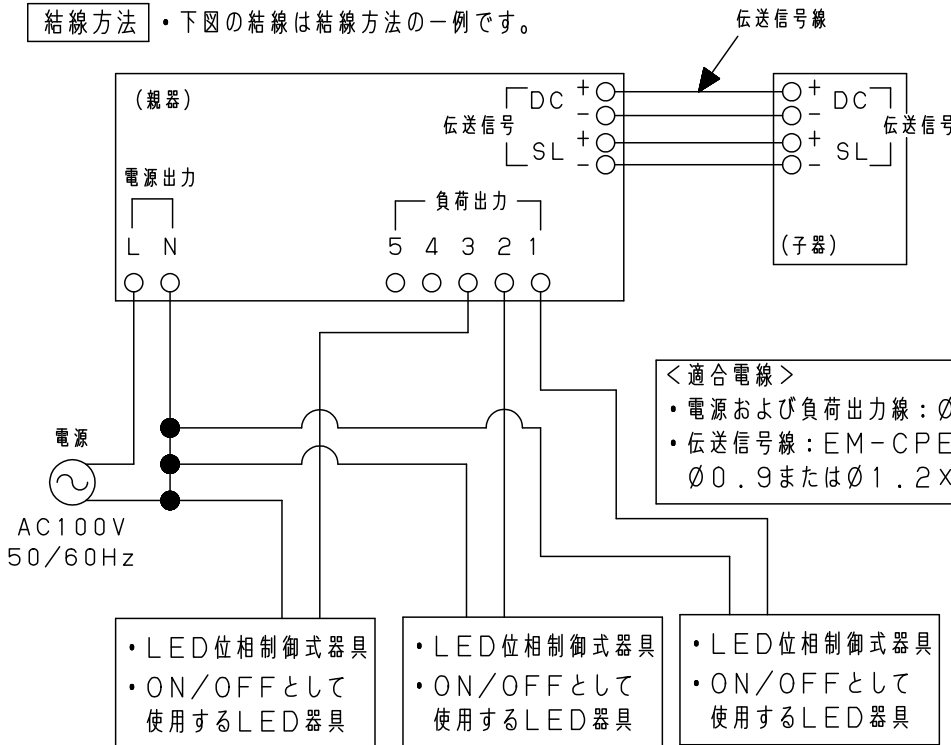 結線方法 ・下図の結線は結線方法の一例です。
伝送信号線
(親器)
伝送信号
DC + −
SL + −
+ − DC
+ − SL
伝送信号
(子器)
電源出力
L N
負荷出力
5 4 3 2 1
<適合電線>
・電源および負荷出力線:Ø
・伝送信号線:EM-CPE
Ø0.9またはØ1.2×
電源
AC100V
50/60Hz
・LED位相制御式器具
・ON/OFFとして
使用するLED器具
・LED位相制御式器具
・ON/OFFとして
使用するLED器具
・LED位相制御式器具
・ON/OFFとして
使用するLED器具